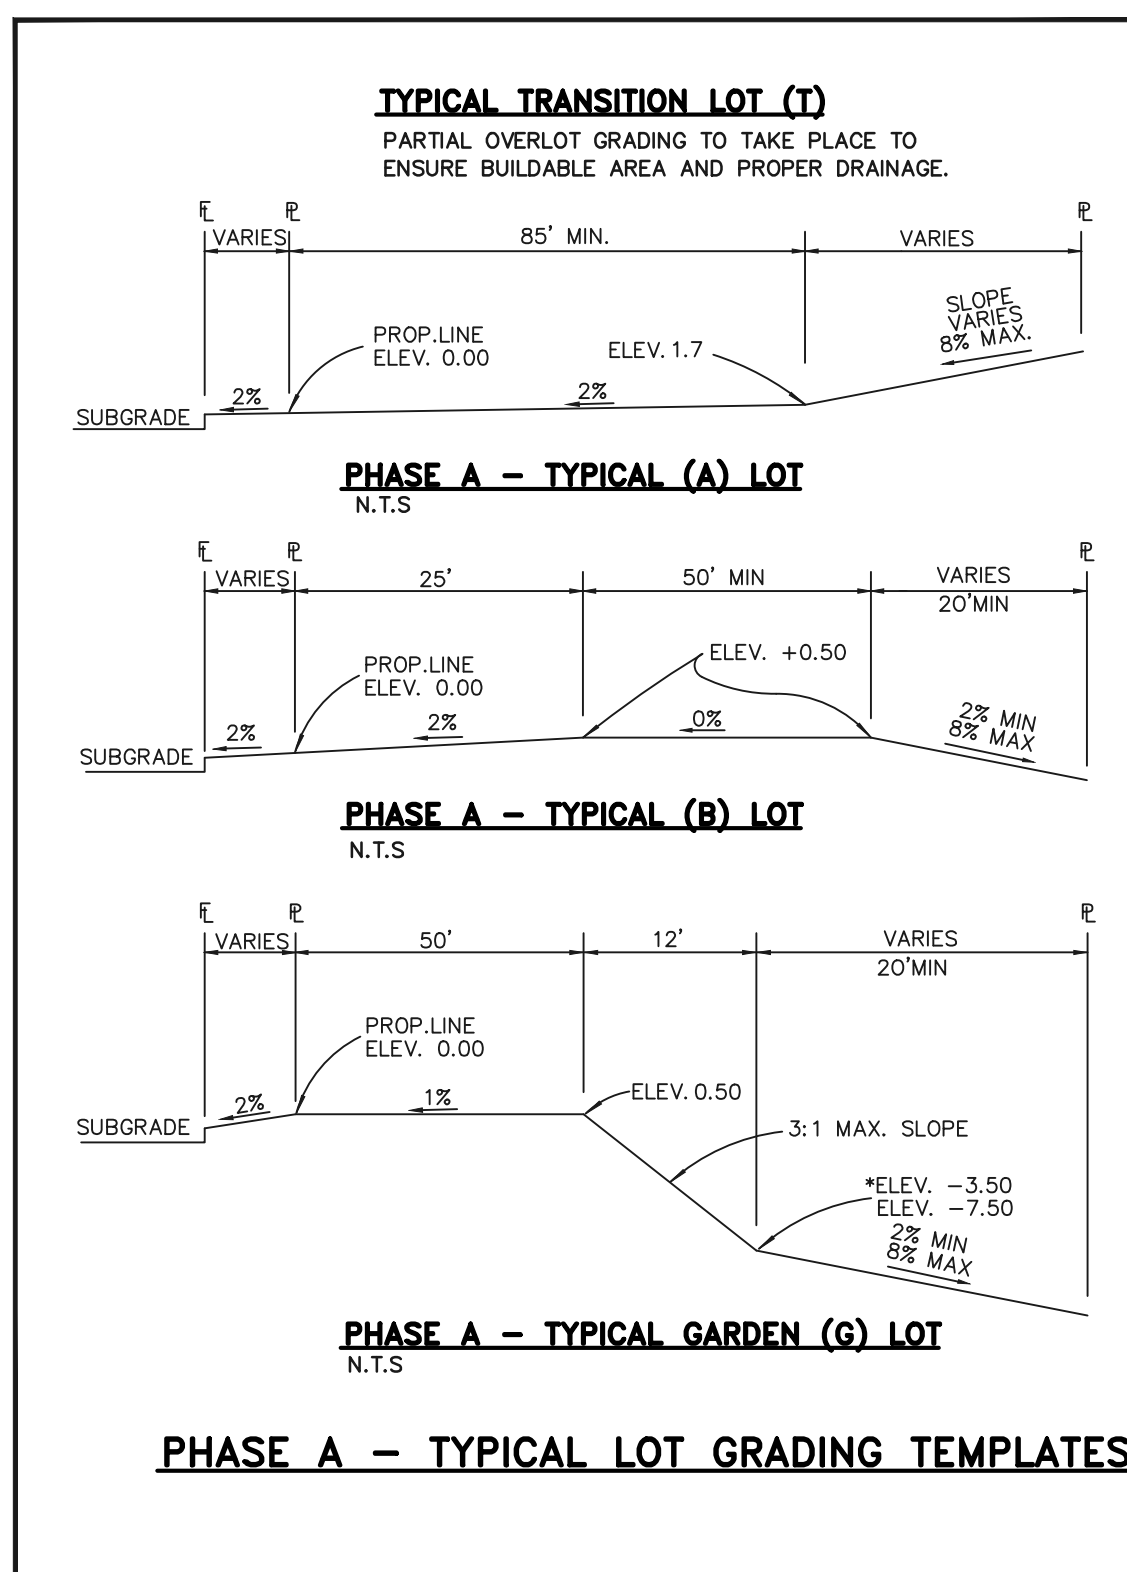 TYPICAL TRANSITION LOT (T)
PARTIAL OVERLOT GRADING TO TAKE PLACE TO
ENSURE BUILDABLE AREA AND PROPER DRAINAGE.
FL PL PL
VARIES 85' MIN. VARIES
SLOPE
VARIES
8% MAX.
PROP.LINE
ELEV. 0.00
ELEV. 1.7
2% 2%
SUBGRADE
PHASE A - TYPICAL (A) LOT
N.T.S
FL PL PL
VARIES 25' 50' MIN VARIES
20'MIN
PROP.LINE
ELEV. 0.00
ELEV. +0.50
2% 2% 0%
2% MIN
8% MAX
SUBGRADE
PHASE A - TYPICAL (B) LOT
N.T.S
FL PL PL
VARIES 50' 12' VARIES
20'MIN
PROP.LINE
ELEV. 0.00
2% 1% ELEV. 0.50
SUBGRADE
3:1 MAX. SLOPE
*ELEV. -3.50
ELEV. -7.50
2% MIN
8% MAX
PHASE A - TYPICAL GARDEN (G) LOT
N.T.S
PHASE A - TYPICAL LOT GRADING TEMPLATES